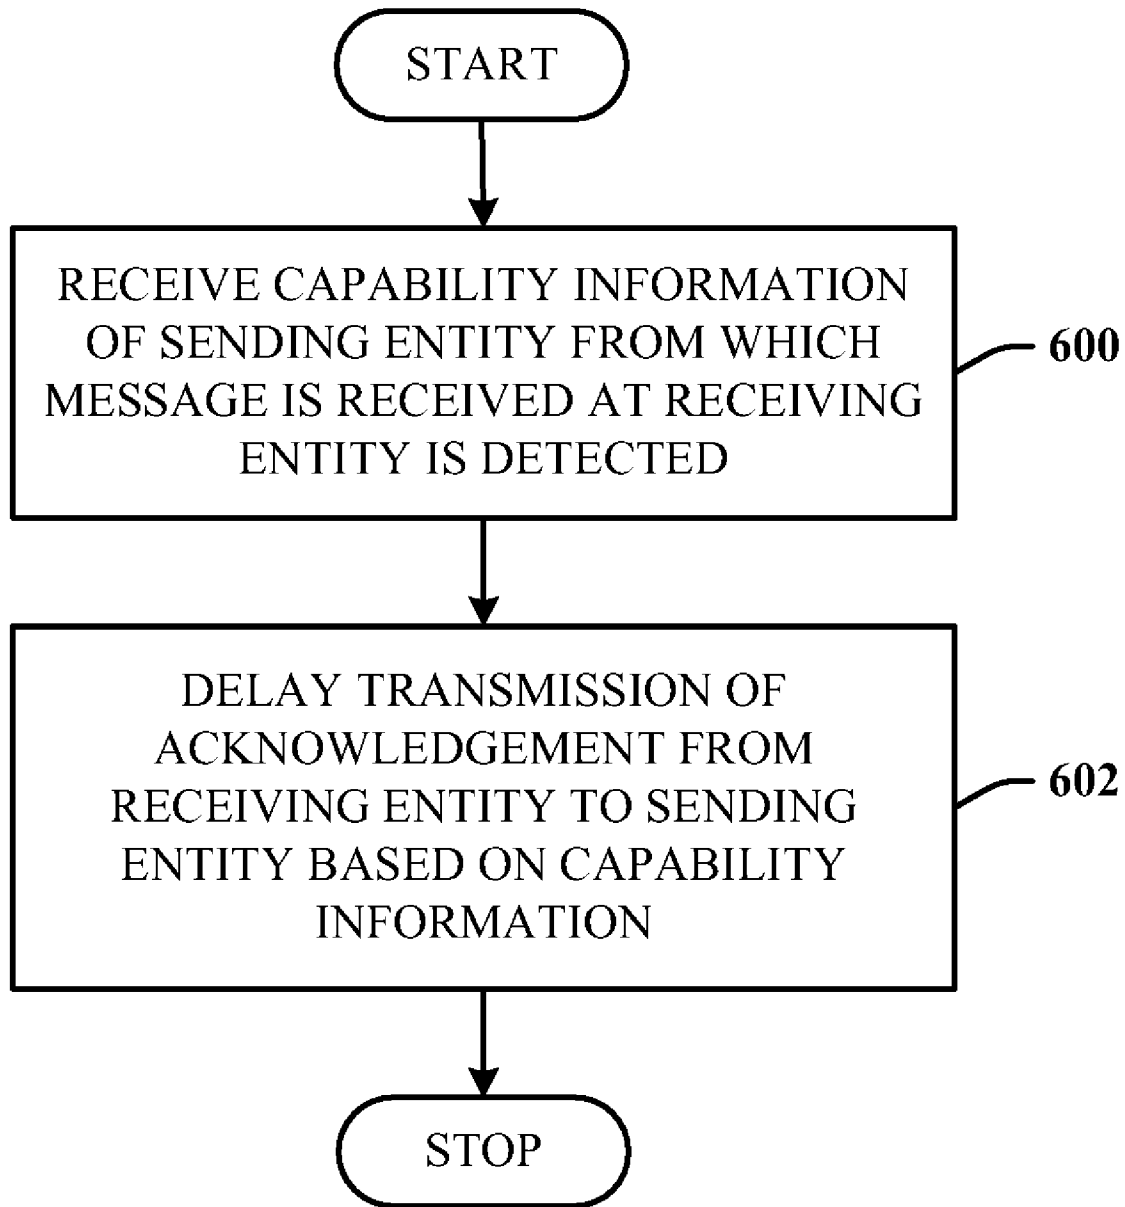 START
RECEIVE CAPABILITY INFORMATION
OF SENDING ENTITY FROM WHICH
MESSAGE IS RECEIVED AT RECEIVING
ENTITY IS DETECTED
600
DELAY TRANSMISSION OF
ACKNOWLEDGEMENT FROM
RECEIVING ENTITY TO SENDING
ENTITY BASED ON CAPABILITY
INFORMATION
602
STOP